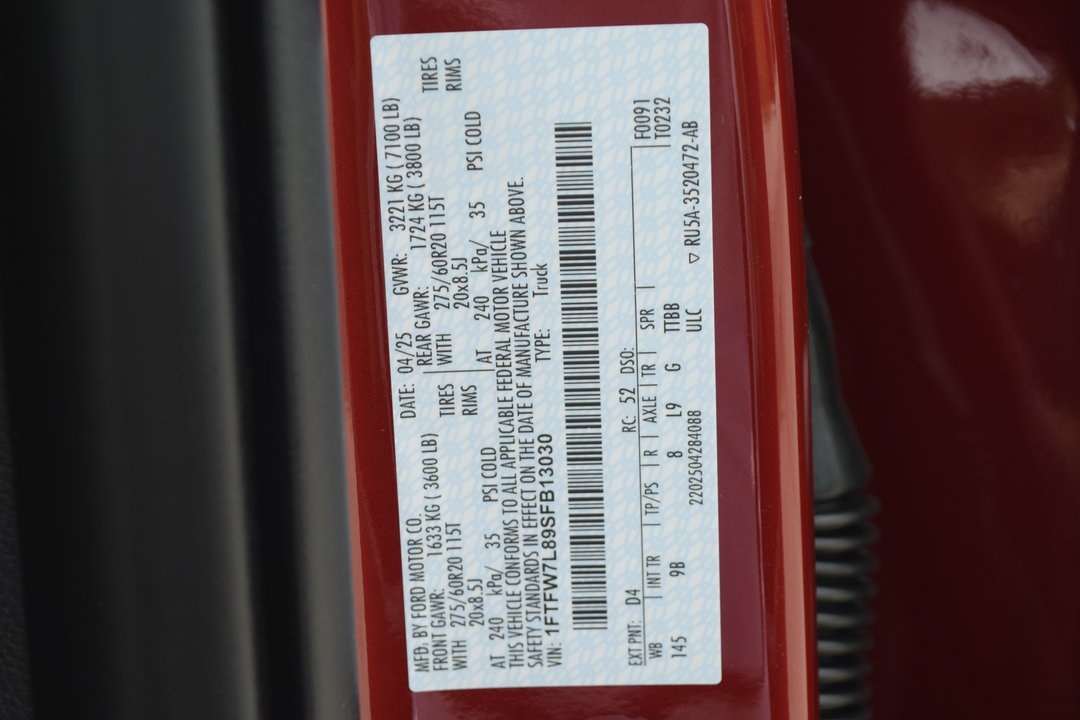 MFD. BY FORD MOTOR CO. DATE: 04/25 GVWR: 3221 KG ( 7100 LB)
FRONT GAWR: 1633 KG ( 3600 LB) REAR GAWR: 1724 KG ( 3800 LB)
WITH 275/60R20 115T TIRES WITH 275/60R20 115T TIRES
20x8.5J RIMS 20x8.5J RIMS
AT 240 kPa/ 35 PSI COLD AT 240 kPa/ 35 PSI COLD
THIS VEHICLE CONFORMS TO ALL APPLICABLE FEDERAL MOTOR VEHICLE
SAFETY STANDARDS IN EFFECT ON THE DATE OF MANUFACTURE SHOWN ABOVE.
VIN: 1FTFW7L89SFB13030 TYPE: Truck
EXT PNT: D4 RC: 52 DSO: F0091
WB INT TR TP/PS R AXLE TR SPR T0232
145 9B 8 L9 G TTBB
2202504284088 ULC ▽ RU5A-3520472-AB